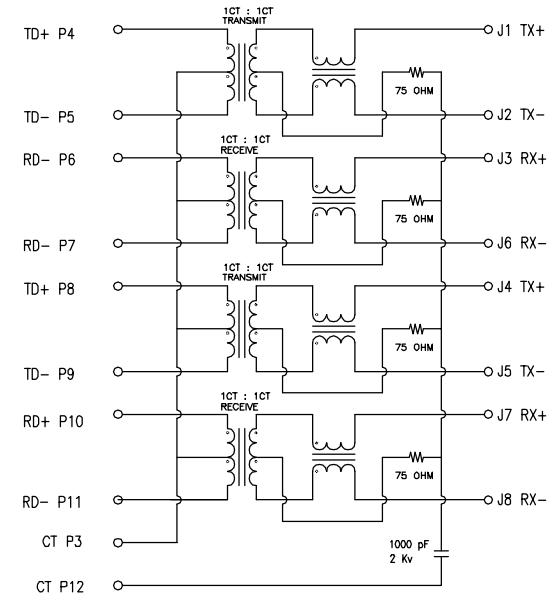 1CT : 1CT
TRANSMIT
TD+ P4
J1 TX+
75 OHM
TD- P5
J2 TX-
1CT : 1CT
RECEIVE
RD- P6
J3 RX+
75 OHM
RD- P7
J6 RX-
1CT : 1CT
TRANSMIT
TD+ P8
J4 TX+
75 OHM
TD- P9
J5 TX-
1CT : 1CT
RECEIVE
RD+ P10
J7 RX+
75 OHM
RD- P11
J8 RX-
CT P3
1000 pF
2 Kv
CT P12